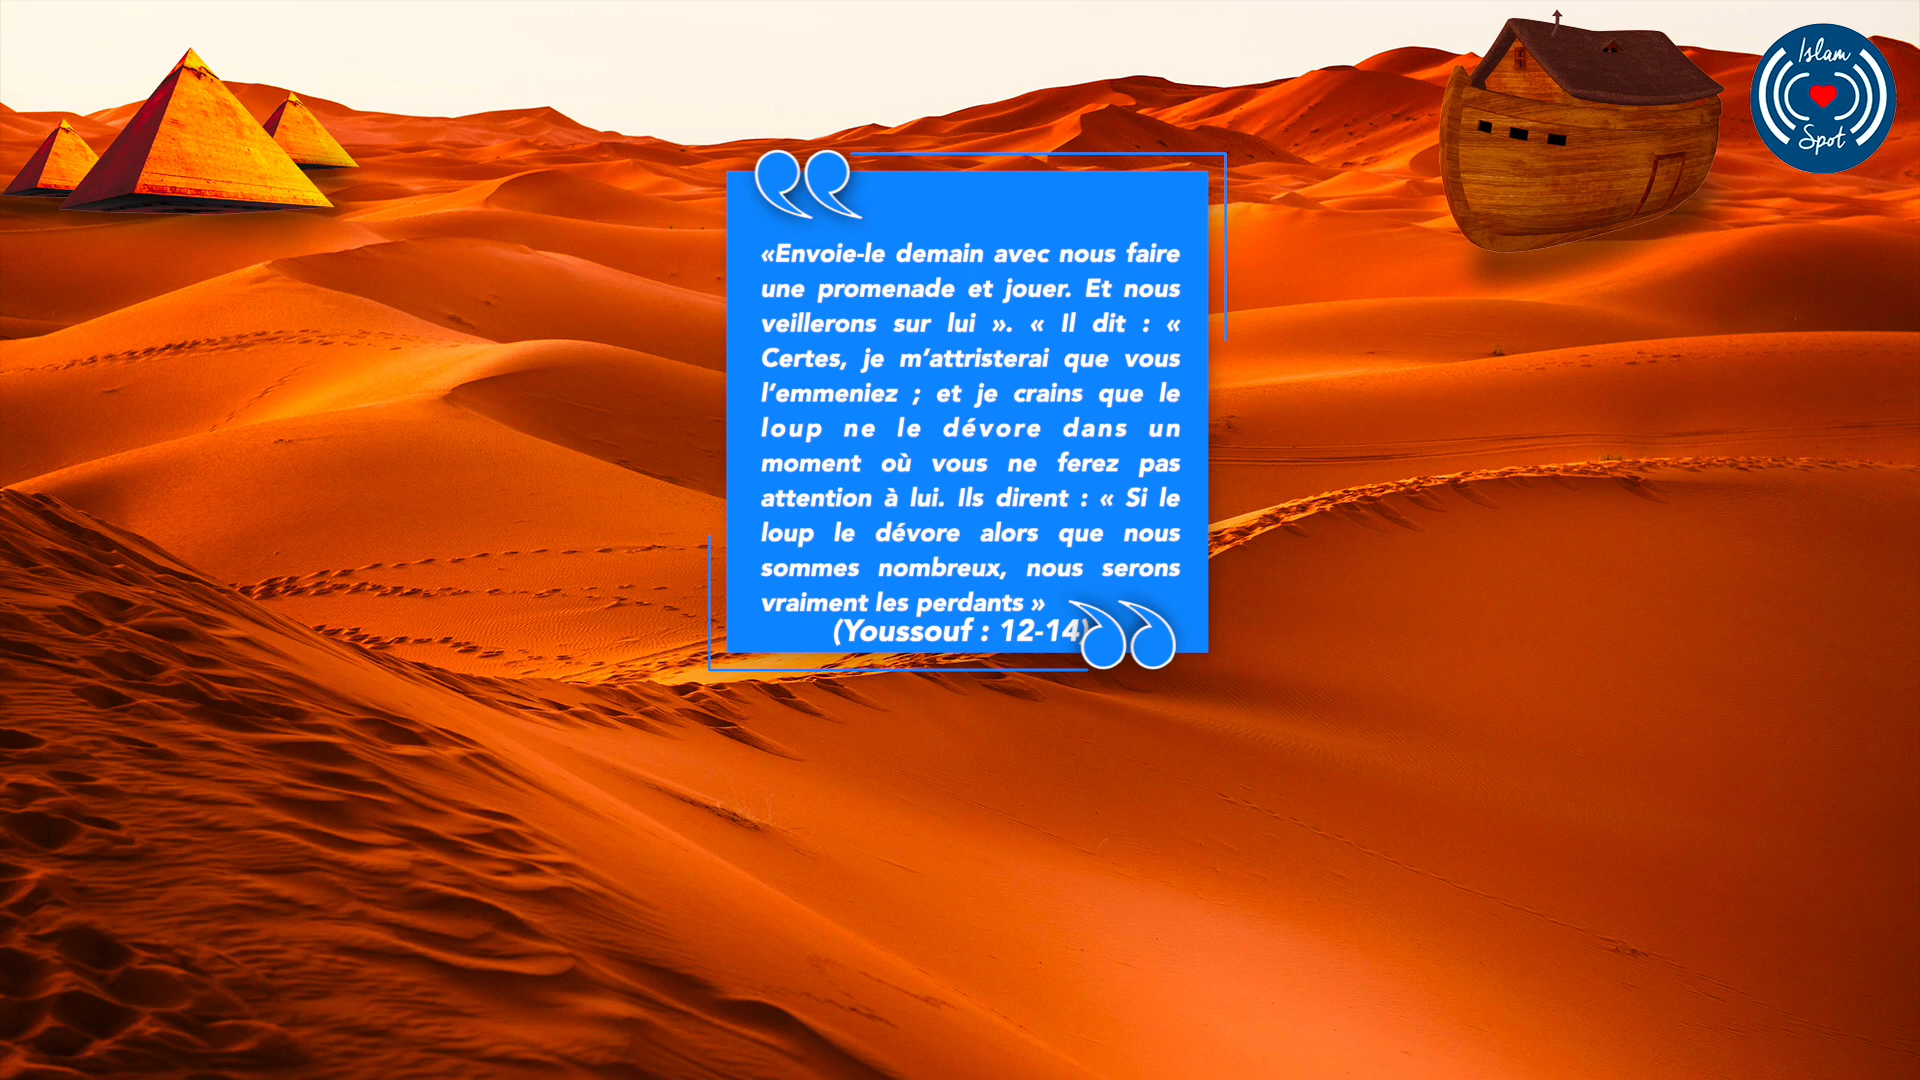 Islam
Spot
«Envoie-le demain avec nous faire
une promenade et jouer. Et nous
veillerons sur lui ». « Il dit : «
Certes, je m’attristerai que vous
l’emmeniez ; et je crains que le
loup ne le dévore dans un
moment où vous ne ferez pas
attention à lui. Ils dirent : « Si le
loup le dévore alors que nous
sommes nombreux, nous serons
vraiment les perdants »
(Youssouf : 12-14)